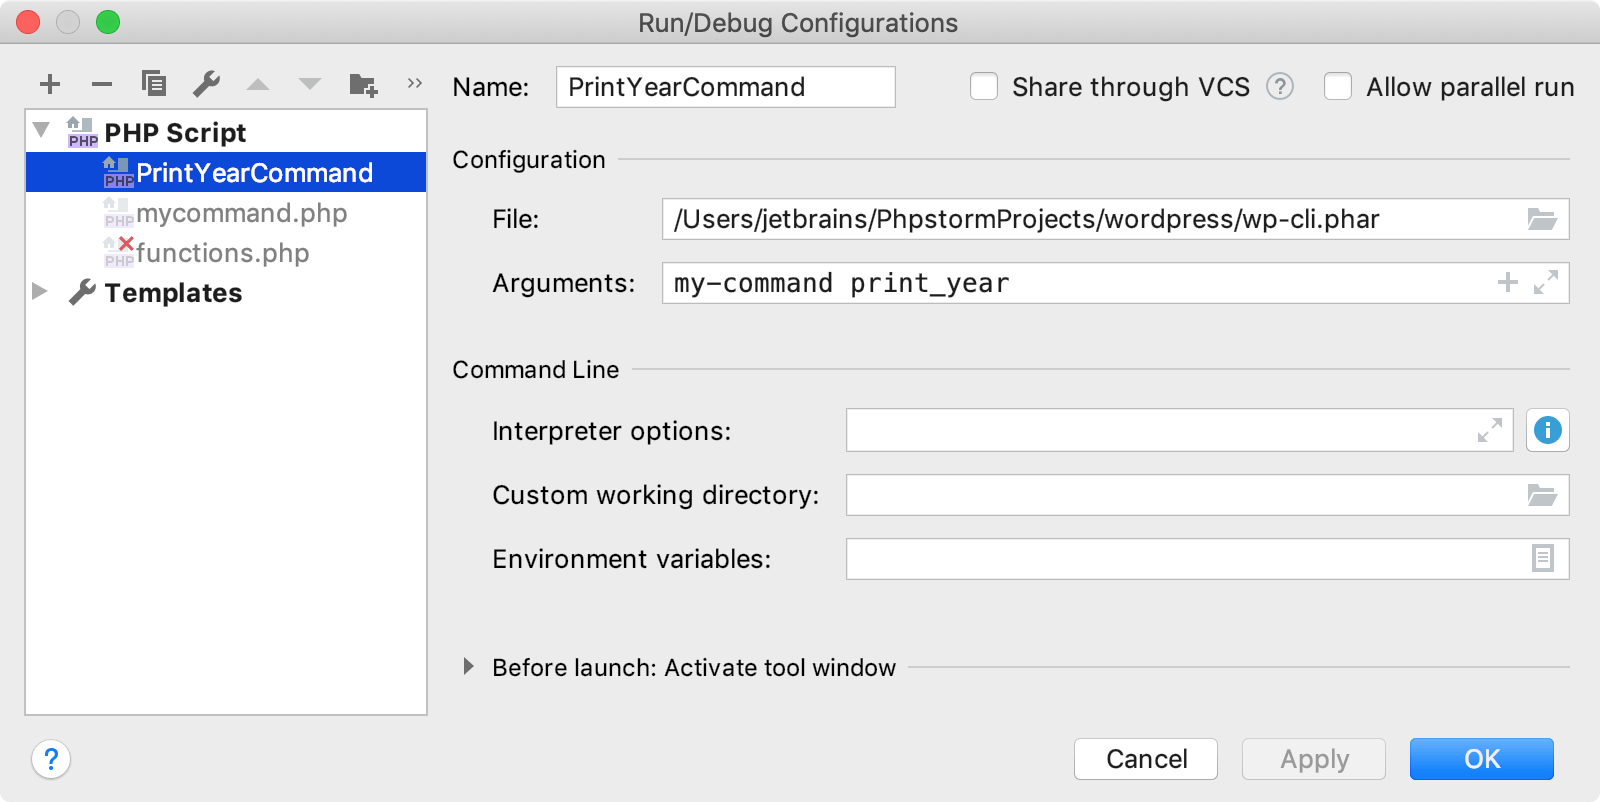 Run/Debug Configurations
Name: PrintYearCommand Share through VCS ? Allow parallel run
PHP PHP Script
PHP PrintYearCommand
PHP mycommand.php
PHP functions.php
Templates
Configuration
File: /Users/jetbrains/PhpstormProjects/wordpress/wp-cli.phar
Arguments: my-command print_year
Command Line
Interpreter options:
Custom working directory:
Environment variables:
Before launch: Activate tool window
? Cancel Apply OK